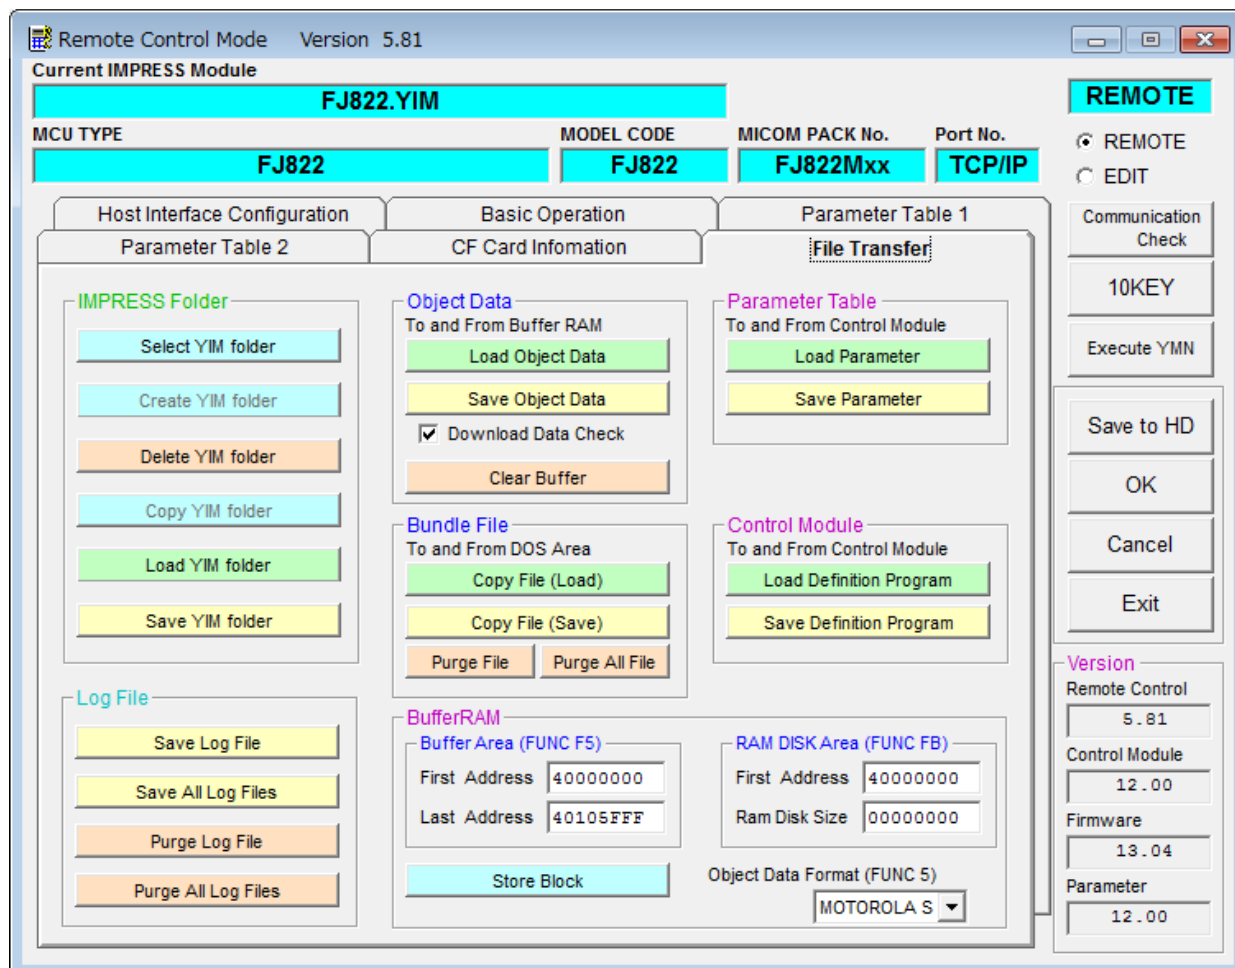 Remote Control Mode Version 5.81
Current IMPRESS Module
FJ822.YIM
REMOTE
MCU TYPE MODEL CODE MICOM PACK No. Port No.
FJ822 FJ822 FJ822Mxx TCP/IP
REMOTE
EDIT
Host Interface Configuration Basic Operation Parameter Table 1
Parameter Table 2 CF Card Infomation File Transfer
Communication
Check
10KEY
Execute YMN
Save to HD
OK
Cancel
Exit
IMPRESS Folder
Select YIM folder
Create YIM folder
Delete YIM folder
Copy YIM folder
Load YIM folder
Save YIM folder
Object Data
To and From Buffer RAM
Load Object Data
Save Object Data
Download Data Check
Clear Buffer
Parameter Table
To and From Control Module
Load Parameter
Save Parameter
Bundle File
To and From DOS Area
Copy File (Load)
Copy File (Save)
Purge File Purge All File
Control Module
To and From Control Module
Load Definition Program
Save Definition Program
Log File
Save Log File
Save All Log Files
Purge Log File
Purge All Log Files
BufferRAM
Buffer Area (FUNC F5)
First Address 40000000
Last Address 40105FFF
RAM DISK Area (FUNC FB)
First Address 40000000
Ram Disk Size 00000000
Store Block
Object Data Format (FUNC 5)
MOTOROLA S
Version
Remote Control
5.81
Control Module
12.00
Firmware
13.04
Parameter
12.00